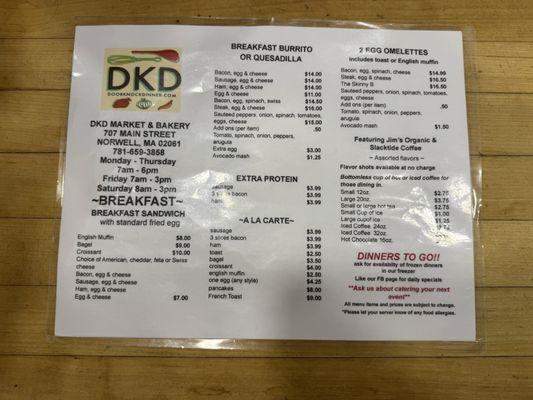 DKD
DOORKNOCKDINNER.COM
DKD MARKET & BAKERY
707 MAIN STREET
NORWELL, MA 02061
781-659-3858
Monday - Thursday
7am - 6pm
Friday 7am - 3pm
Saturday 8am - 3pm
~BREAKFAST~
BREAKFAST SANDWICH
with standard fried egg
English Muffin $8.00
Bagel $9.00
Croissant $10.00
Choice of American, cheddar, feta or Swiss
cheese
Bacon, egg & cheese
Sausage, egg & cheese
Ham, egg & cheese
Egg & cheese $7.00
BREAKFAST BURRITO
OR QUESADILLA
Bacon, egg & cheese $14.00
Sausage, egg & cheese $14.00
Ham, egg & cheese $14.00
Egg & cheese $11.00
Bacon, egg, spinach, swiss $14.50
Steak, egg & cheese $16.00
Sauteed peppers, onion, spinach, tomatoes,
eggs, cheese $15.00
Add ons (per item) .50
Tomato, spinach, onion, peppers,
arugula
Extra egg $3.00
Avocado mash $1.25
EXTRA PROTEIN
sausage $3.99
3 slices bacon $3.99
ham $3.99
~A LA CARTE~
sausage $3.99
3 slices bacon $3.99
ham $3.99
toast $2.50
bagel $3.50
croissant $4.00
english muffin $2.50
one egg (any style) $4.25
pancakes $8.00
French Toast $9.00
2 EGG OMELETTES
includes toast or English muffin
Bacon, egg, spinach, cheese $14.99
Steak, egg, cheese $16.50
The Skinny B $16.50
Sauteed peppers, onion, spinach, tomatoes,
eggs, cheese
Add ons (per item) .50
Tomato, spinach, onion, peppers,
arugula
Avocado mash $1.50
Featuring Jim's Organic &
Slacktide Coffee
~ Assorted flavors ~
Flavor shots available at no charge
Bottomless cup of hot or iced coffee for
those dining in.
Small 12oz. $2.75
Large 20oz. $3.75
Small or large hot tea $2.75
Small Cup of ice $1.00
Large cupof ice $1.25
Iced Coffee 24oz.
Iced Coffee 32oz.
Hot Chocolate 16oz.
DINNERS TO GO!!
ask for availability of frozen dinners
in our freezer
Like our FB page for daily specials
**Ask us about catering your next
event**
All menu items and prices are subject to change.
*Please let your server know of any food allergies.